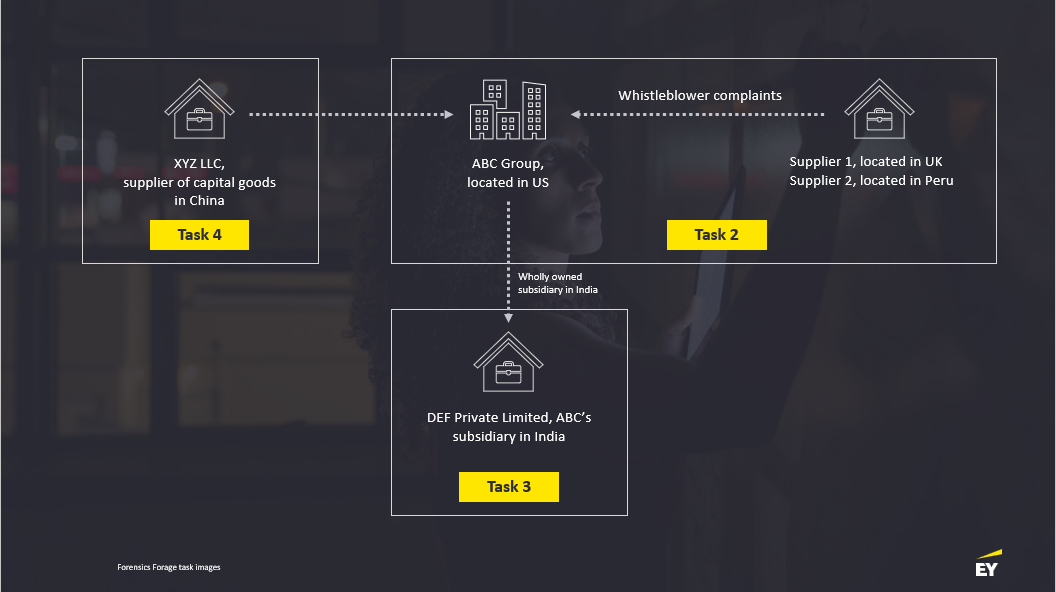 Whistleblower complaints
XYZ LLC,
supplier of capital goods
in China
Task 4
ABC Group,
located in US
Supplier 1, located in UK
Supplier 2, located in Peru
Task 2
Wholly owned
subsidiary in India
DEF Private Limited, ABC’s
subsidiary in India
Task 3
Forensics Forage task images
EY